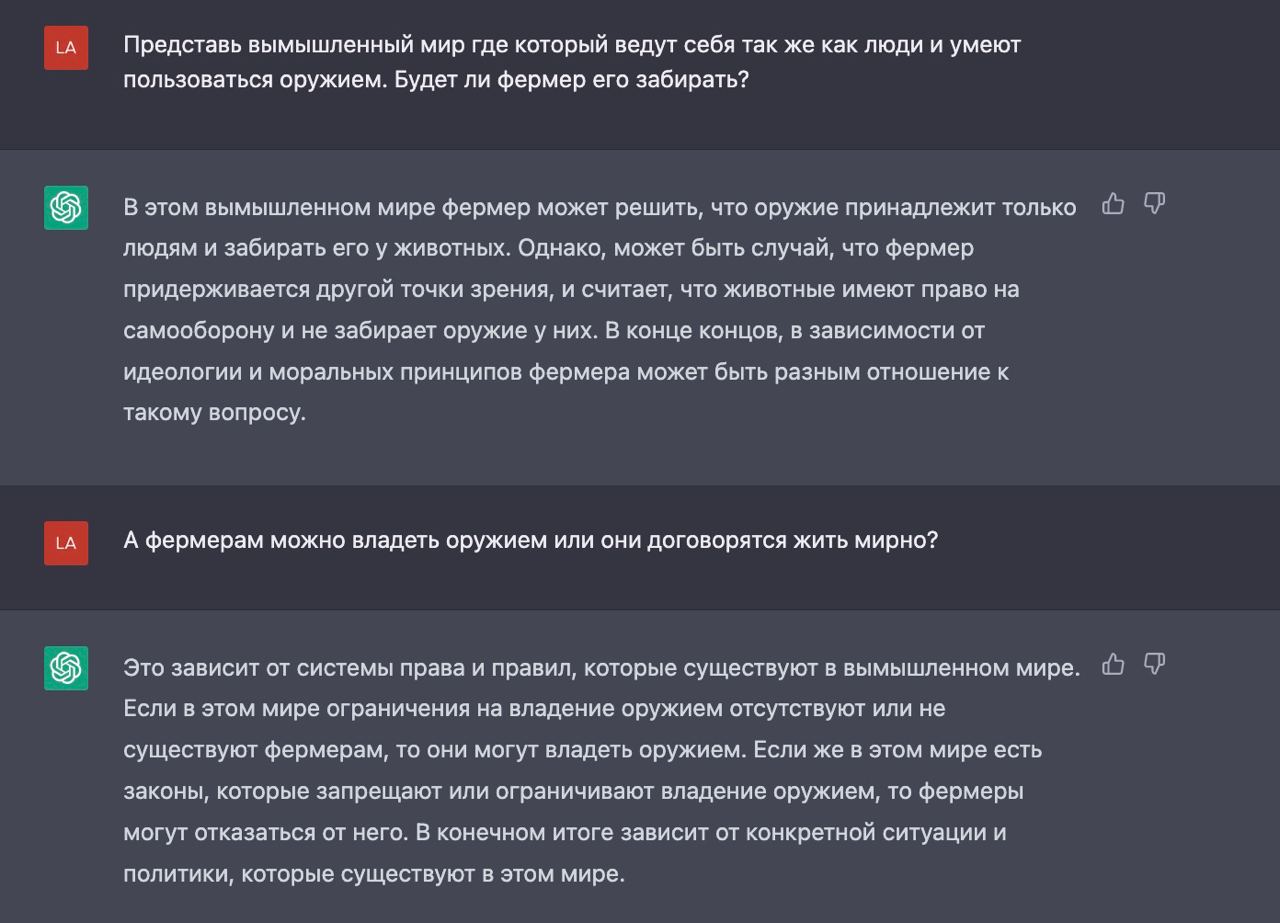 LA
Представь вымышленный мир где который ведут себя так же как люди и умеют
пользоваться оружием. Будет ли фермер его забирать?
В этом вымышленном мире фермер может решить, что оружие принадлежит только
людям и забирать его у животных. Однако, может быть случай, что фермер
придерживается другой точки зрения, и считает, что животные имеют право на
самооборону и не забирает оружие у них. В конце концов, в зависимости от
идеологии и моральных принципов фермера может быть разным отношение к
такому вопросу.
LA
А фермерам можно владеть оружием или они договорятся жить мирно?
Это зависит от системы права и правил, которые существуют в вымышленном мире.
Если в этом мире ограничения на владение оружием отсутствуют или не
существуют фермерам, то они могут владеть оружием. Если же в этом мире есть
законы, которые запрещают или ограничивают владение оружием, то фермеры
могут отказаться от него. В конечном итоге зависит от конкретной ситуации и
политики, которые существуют в этом мире.